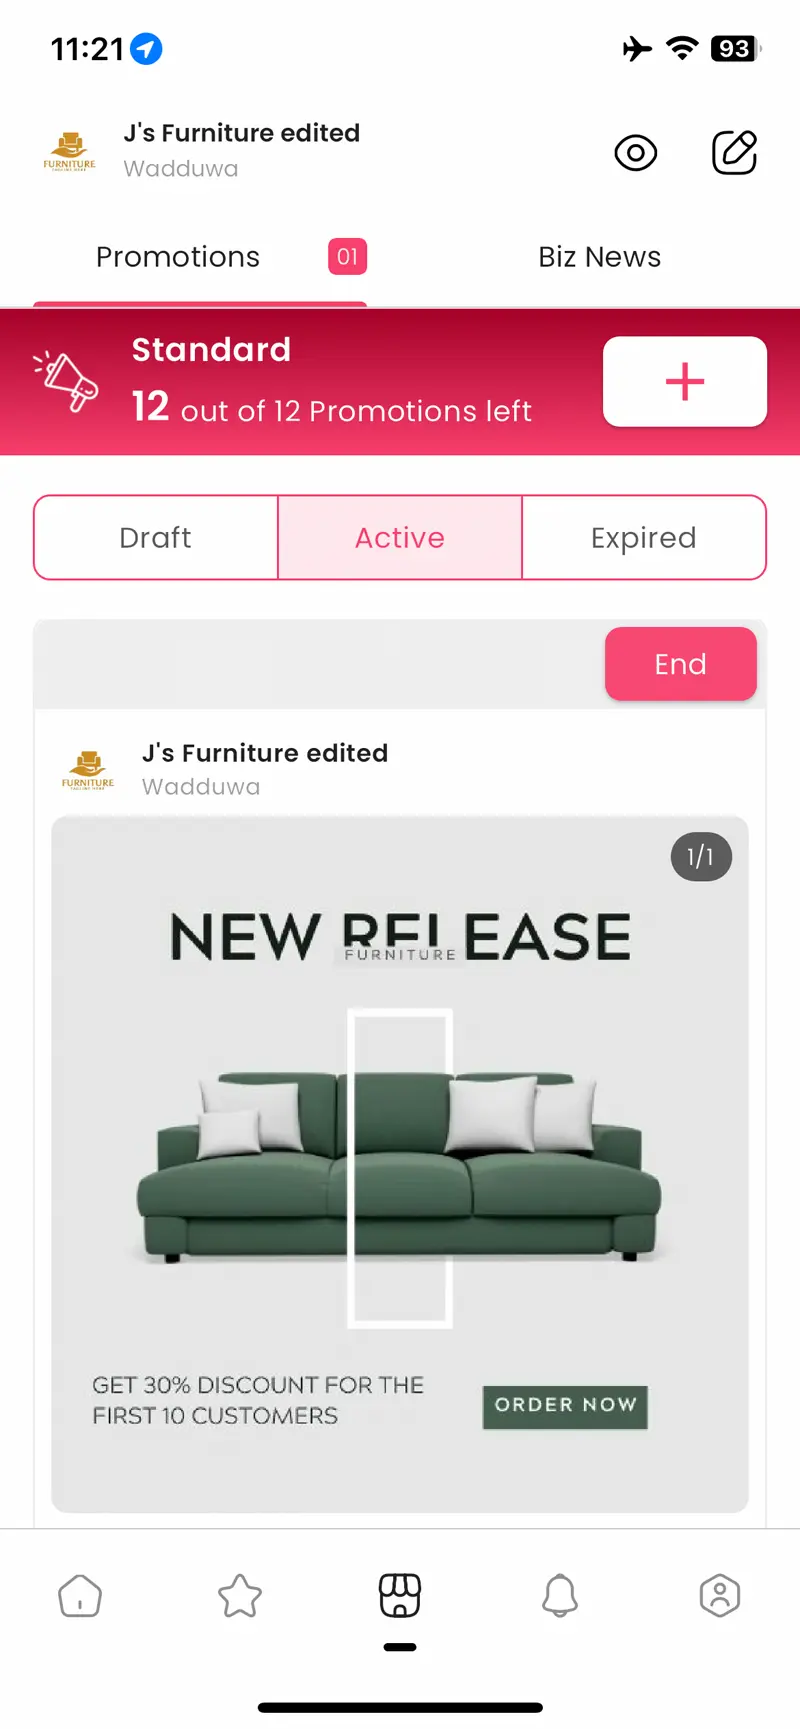 11:21
93
FURNITURE
J's Furniture edited
Wadduwa
Promotions
01
Biz News
Standard
12 out of 12 Promotions left
Draft
Active
Expired
End
FURNITURE
J's Furniture edited
Wadduwa
1/1
NEW RELEASE
FURNITURE
GET 30% DISCOUNT FOR THE
FIRST 10 CUSTOMERS
ORDER NOW